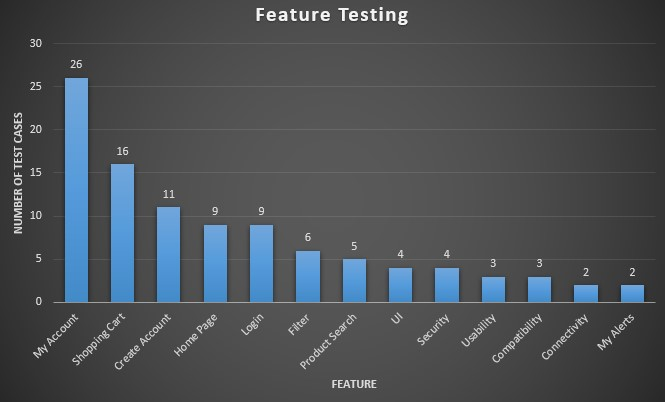 Feature Testing
30
25
20
15
10
5
0
NUMBER OF TEST CASES
26
16
11
9
9
6
5
4
4
3
3
2
2
My Account
Shopping Cart
Create Account
Home Page
Login
Filter
Product Search
UI
Security
Usability
Compatibility
Connectivity
My Alerts
FEATURE